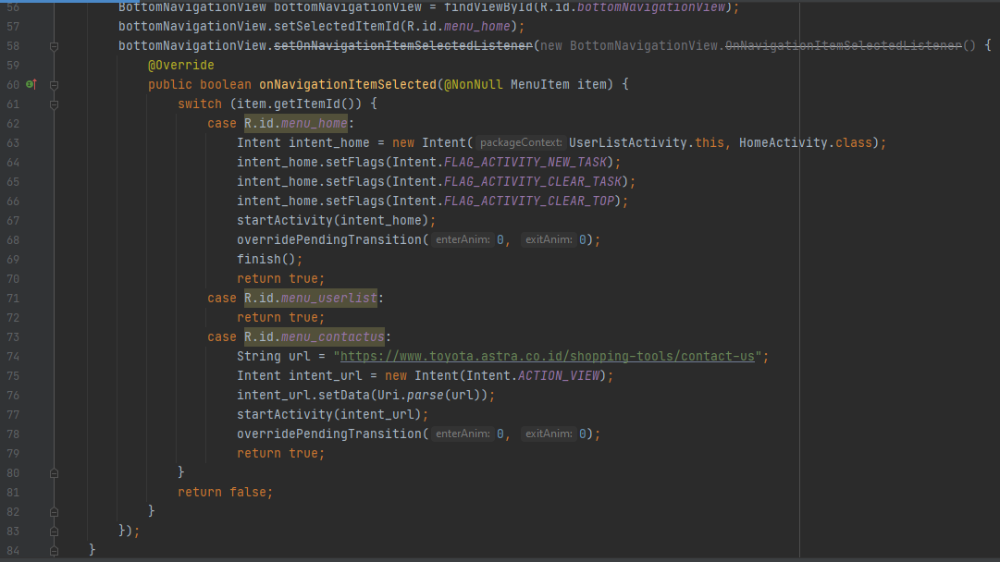 56 BottomNavigationView bottomNavigationView = findViewById(R.id.bottomNavigationView);
57 bottomNavigationView.setSelectedItemId(R.id.menu_home);
58 bottomNavigationView.setOnNavigationItemSelectedListener(new BottomNavigationView.OnNavigationItemSelectedListener() {
59 @Override
60 public boolean onNavigationItemSelected(@NonNull MenuItem item) {
61 switch (item.getItemId()) {
62 case R.id.menu_home:
63 Intent intent_home = new Intent( packageContext: UserListActivity.this, HomeActivity.class);
64 intent_home.setFlags(Intent.FLAG_ACTIVITY_NEW_TASK);
65 intent_home.setFlags(Intent.FLAG_ACTIVITY_CLEAR_TASK);
66 intent_home.setFlags(Intent.FLAG_ACTIVITY_CLEAR_TOP);
67 startActivity(intent_home);
68 overridePendingTransition( enterAnim: 0, exitAnim: 0);
69 finish();
70 return true;
71 case R.id.menu_userlist:
72 return true;
73 case R.id.menu_contactus:
74 String url = "https://www.toyota.astra.co.id/shopping-tools/contact-us";
75 Intent intent_url = new Intent(Intent.ACTION_VIEW);
76 intent_url.setData(Uri.parse(url));
77 startActivity(intent_url);
78 overridePendingTransition( enterAnim: 0, exitAnim: 0);
79 return true;
80 }
81 return false;
82 }
83 });
84 }